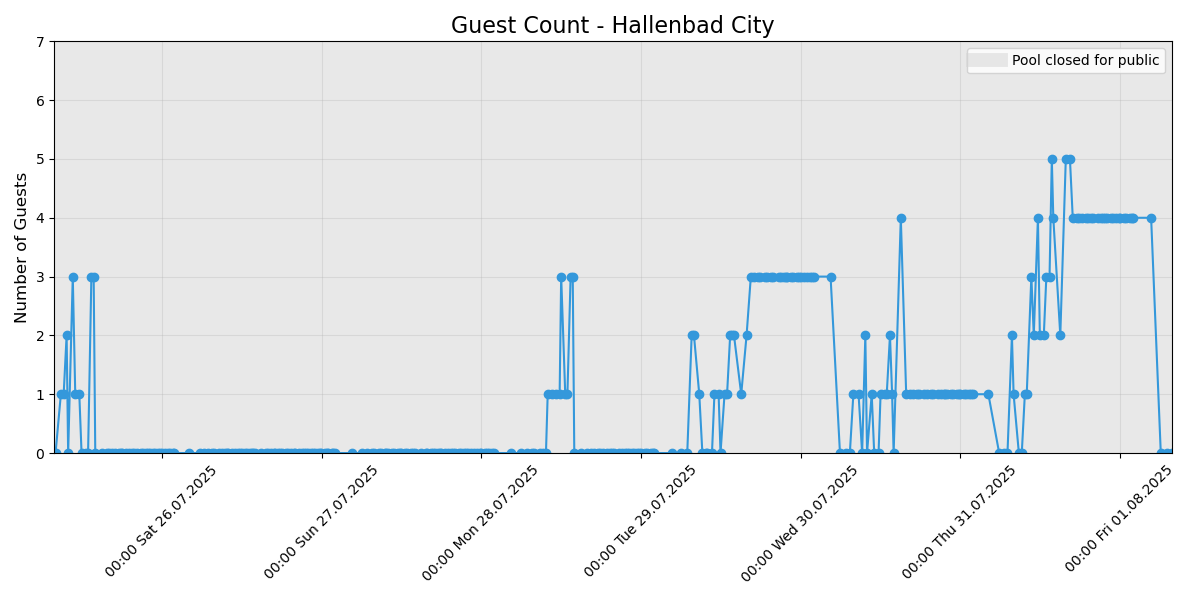 Guest Count - Hallenbad City
Pool closed for public
Number of Guests
7
6
5
4
3
2
1
0
00:00 Sat 26.07.2025
00:00 Sun 27.07.2025
00:00 Mon 28.07.2025
00:00 Tue 29.07.2025
00:00 Wed 30.07.2025
00:00 Thu 31.07.2025
00:00 Fri 01.08.2025